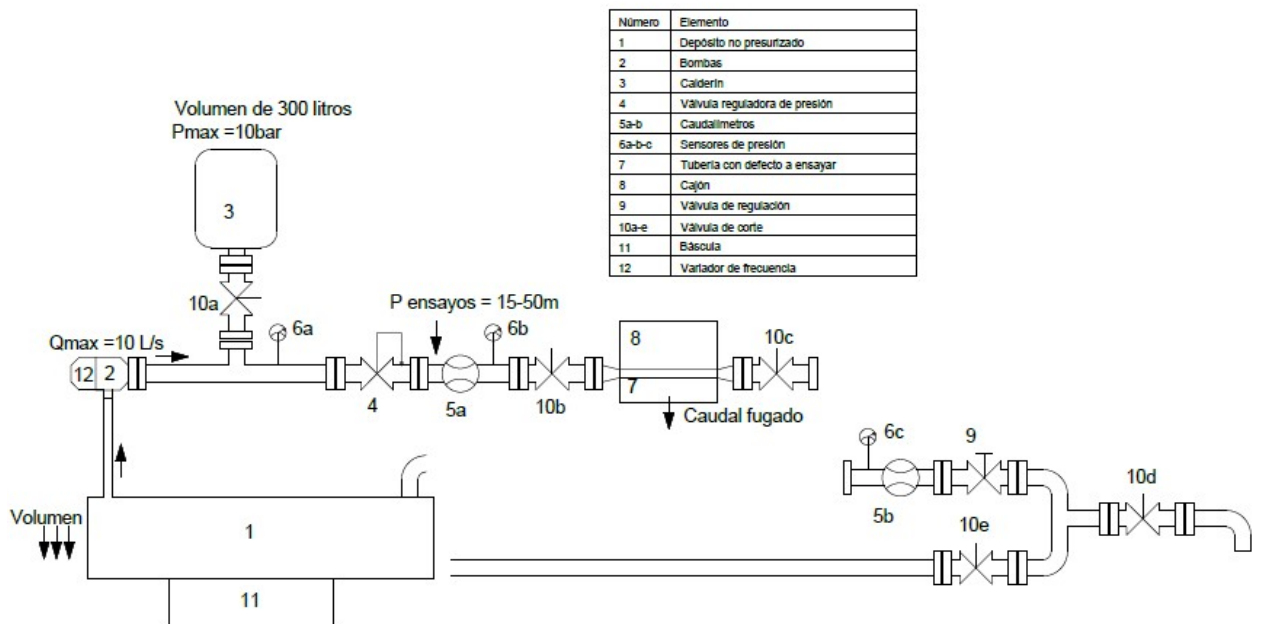 Número Elemento
1 Depósito no presurizado
2 Bombas
3 Calderín
4 Válvula reguladora de presión
5a-b Caudalímetros
6a-b-c Sensores de presión
7 Tubería con defecto a ensayar
8 Cajón
9 Válvula de regulación
10a-e Válvula de corte
11 Báscula
12 Variador de frecuencia
Volumen de 300 litros
Pmax =10bar
3
10a
6a
P ensayos = 15-50m
6b
8
10c
Qmax =10 L/s
12 2
7
4
5a
10b
Caudal fugado
6c
9
10d
5b
10e
Volumen
1
11